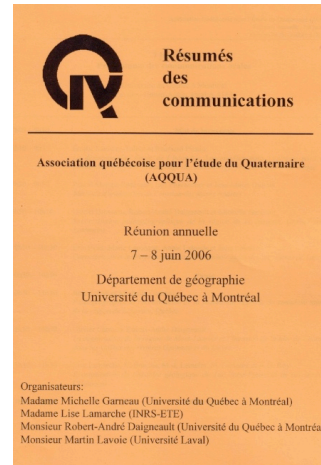 QIV
Résumés
des
communications
Association québécoise pour l'étude du Quaternaire
(AQQUA)
Réunion annuelle
7 – 8 juin 2006
Département de géographie
Université du Québec à Montréal
Organisateurs:
Madame Michelle Garneau (Université du Québec à Montréal)
Madame Lise Lamarche (INRS-ETE)
Monsieur Robert-André Daigneault (Université du Québec à Montréa
Monsieur Martin Lavoie (Université Laval)